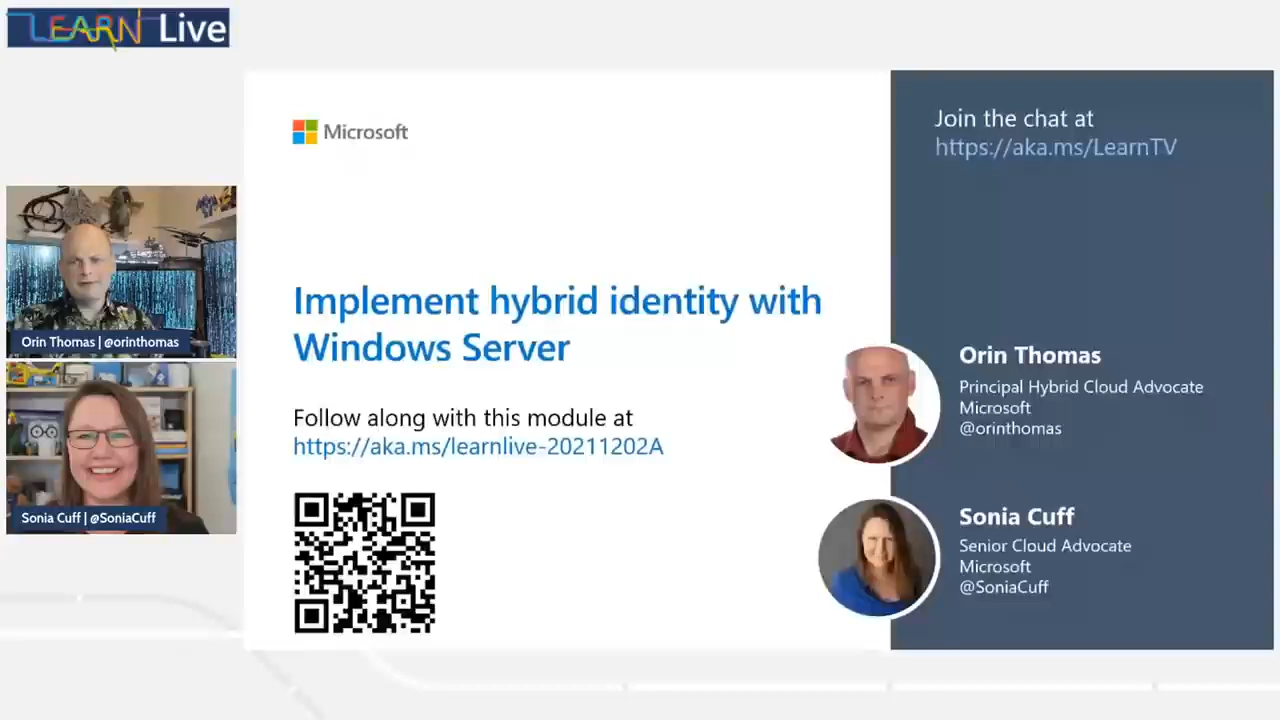 LEARN Live
Microsoft
Join the chat at
https://aka.ms/LearnTV
Orin Thomas | @orinthomas
Sonia Cuff | @SoniaCuff
Implement hybrid identity with
Windows Server
Follow along with this module at
https://aka.ms/learnlive-20211202A
Orin Thomas
Principal Hybrid Cloud Advocate
Microsoft
@orinthomas
Sonia Cuff
Senior Cloud Advocate
Microsoft
@SoniaCuff